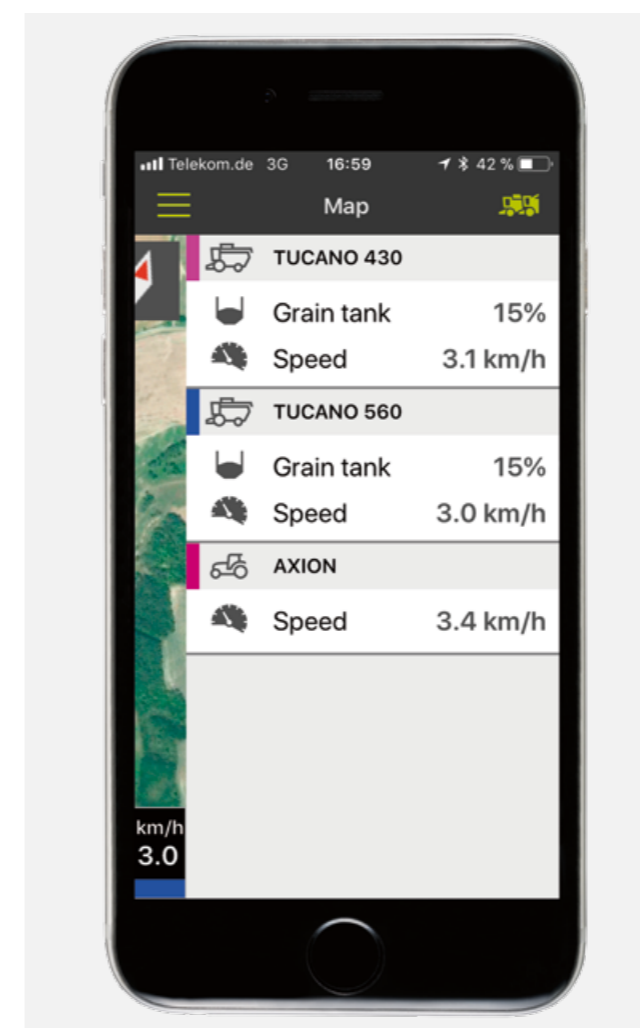 Telekom.de 3G 16:59 42 %
Map
TUCANO 430
Grain tank 15%
Speed 3.1 km/h
TUCANO 560
Grain tank 15%
Speed 3.0 km/h
AXION
Speed 3.4 km/h
km/h
3.0